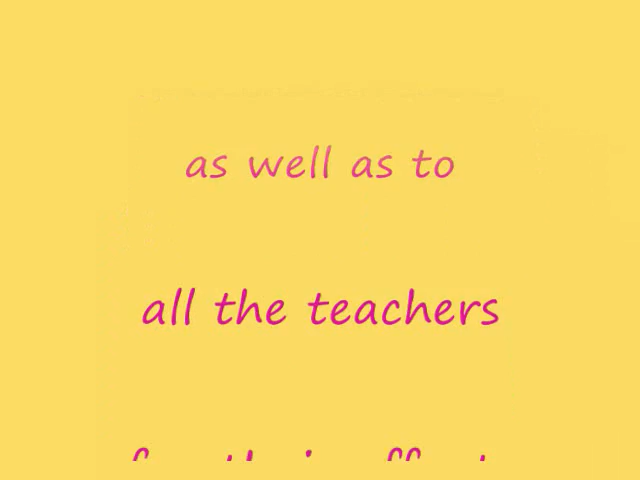 as well as to
all the teachers